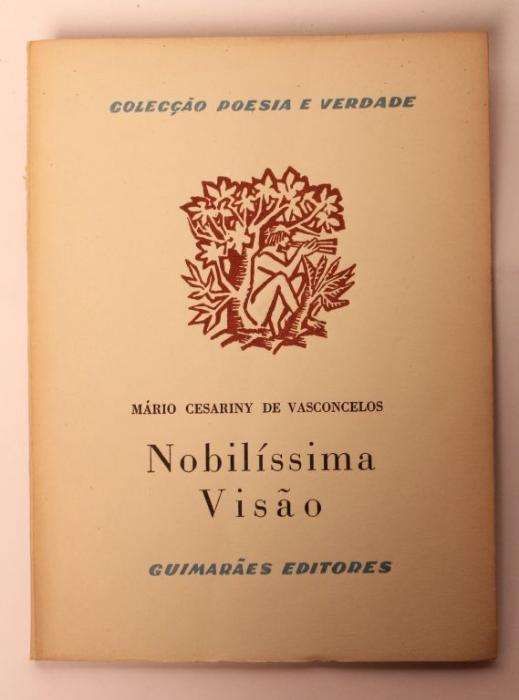 COLECÇÃO POESIA E VERDADE
MÁRIO CESARINY DE VASCONCELOS
Nobilíssima
Visão
GUIMARÃES EDITORES